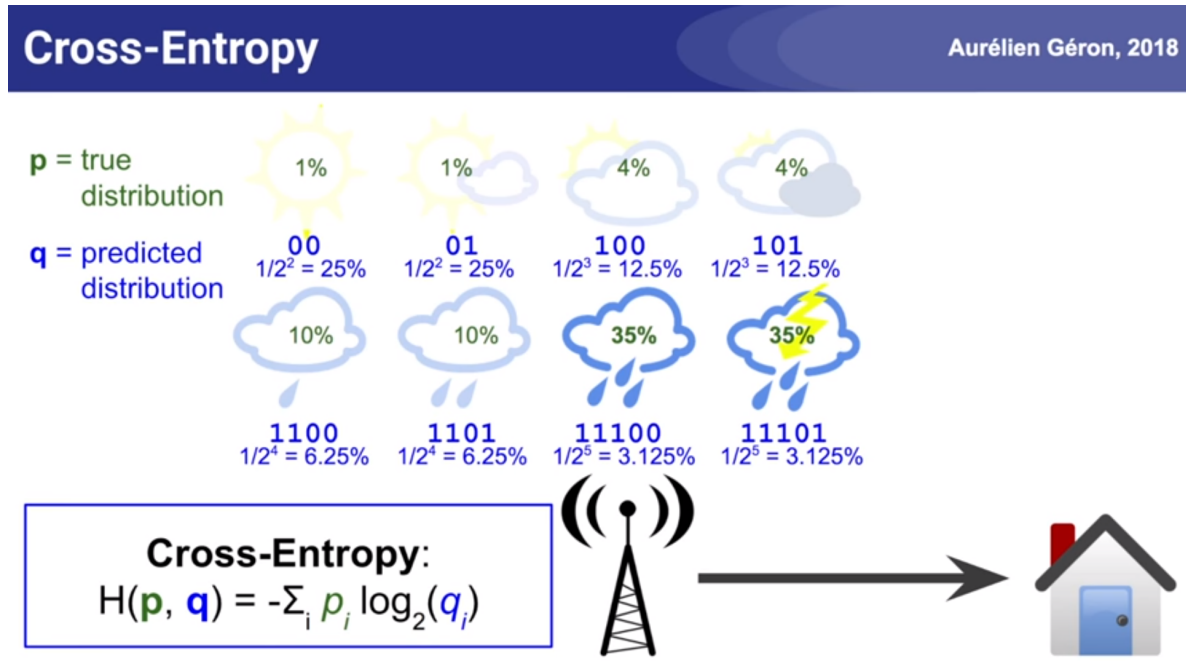 Cross-Entropy
Aurélien Géron, 2018
p = true
distribution
1% 1% 4% 4%
q = predicted
distribution
00 01 100 101
1/2² = 25% 1/2² = 25% 1/2³ = 12.5% 1/2³ = 12.5%
10% 10% 35% 35%
1100 1101 11100 11101
1/2⁴ = 6.25% 1/2⁴ = 6.25% 1/2⁵ = 3.125% 1/2⁵ = 3.125%
Cross-Entropy:
H(p, q) = -Σᵢ pᵢ log₂(qᵢ)